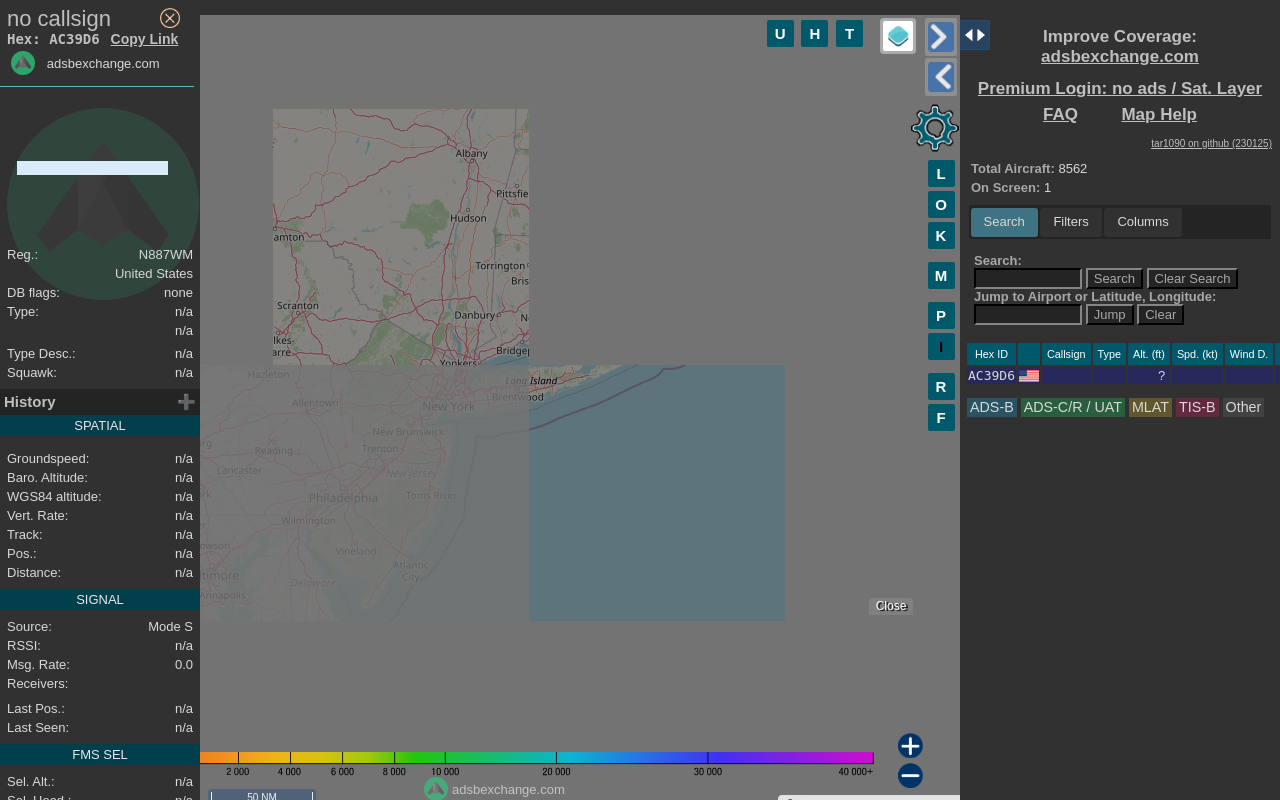 no callsign
Hex: AC39D6 Copy Link
adsbexchange.com
Reg.: N887WM
United States
DB flags: none
Type: n/a
n/a
Type Desc.: n/a
Squawk: n/a
History
SPATIAL
Groundspeed: n/a
Baro. Altitude: n/a
WGS84 altitude: n/a
Vert. Rate: n/a
Track: n/a
Pos.: n/a
Distance: n/a
SIGNAL
Source: Mode S
RSSI: n/a
Msg. Rate: 0.0
Receivers:
Last Pos.: n/a
Last Seen: n/a
FMS SEL
Sel. Alt.: n/a
U H T
L
O
K
M
P
I
R
F
Albany
Pittsfie
Hudson
amton
Torrington
Bris
Scranton
Danbury
N
lkes-
arre
Bridgep
Yonkers
Hazleton
Long Island
Brentwood
Allentown
New York
New Brunswick
Reading
Trenton
Lancaster
New Jersey
Philadelphia
Toms River
Wilmington
Vineland
Atlantic
City
ltimore
Delaware
Annapolis
Close
2 000 4 000 6 000 8 000 10 000 20 000 30 000 40 000+
adsbexchange.com
50 NM
Improve Coverage:
adsbexchange.com
Premium Login: no ads / Sat. Layer
FAQ Map Help
tar1090 on github (230125)
Total Aircraft: 8562
On Screen: 1
Search Filters Columns
Search:
Search Clear Search
Jump to Airport or Latitude, Longitude:
Jump Clear
Hex ID Callsign Type Alt. (ft) Spd. (kt) Wind D.
AC39D6 ?
ADS-B ADS-C/R / UAT MLAT TIS-B Other